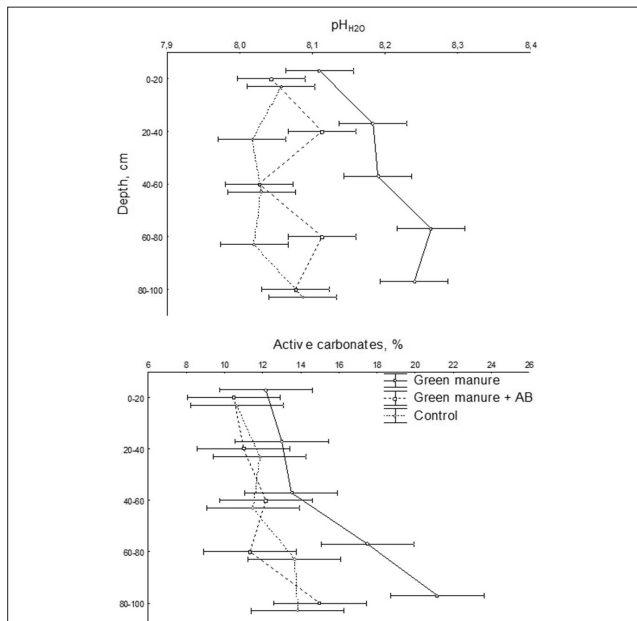 pHH2O
7,9 8,0 8,1 8,2 8,3 8,4
0-20
20-40
40-60
60-80
80-100
Depth, cm
Active carbonates, %
6 8 10 12 14 16 18 20 22 24 26
Green manure
Green manure + AB
Control
0-20
20-40
40-60
60-80
80-100